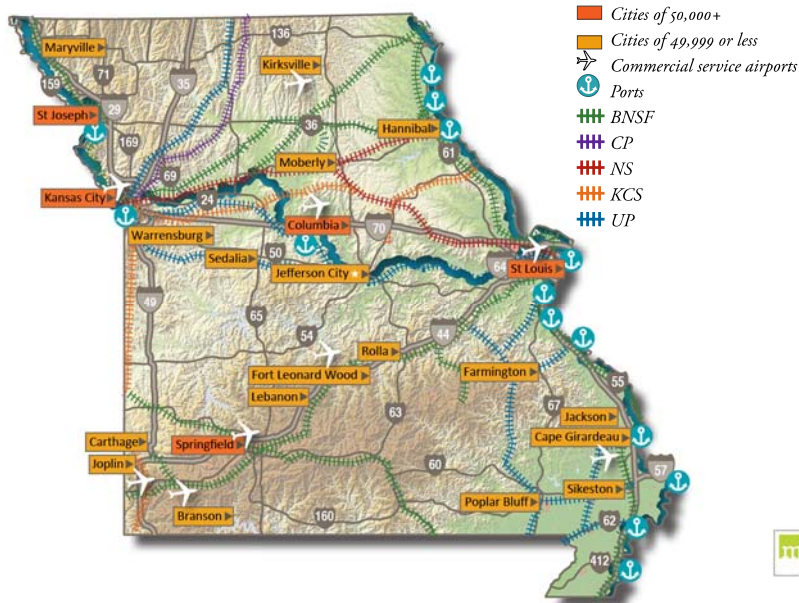 Cities of 50,000+
Cities of 49,999 or less
Commercial service airports
Ports
BNSF
CP
NS
KCS
UP
Maryville
136
Kirksville
71
159
35
29
St Joseph
36
Hannibal
169
61
Moberly
69
Kansas City
24
Columbia
70
Warrensburg
50
Sedalia
64
St Louis
Jefferson City
49
65
54
44
Rolla
Fort Leonard Wood
Farmington
55
Lebanon
67
63
Jackson
Carthage
Springfield
Cape Girardeau
Joplin
60
57
Sikeston
Poplar Bluff
Branson
160
62
412
m